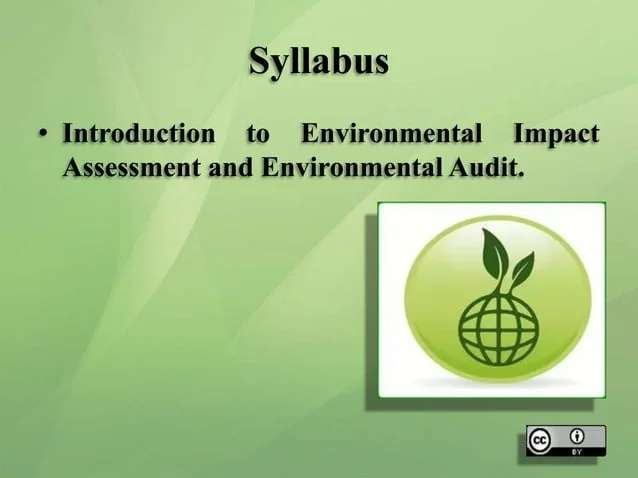 Syllabus
• Introduction to Environmental Impact
Assessment and Environmental Audit.
cc
BY